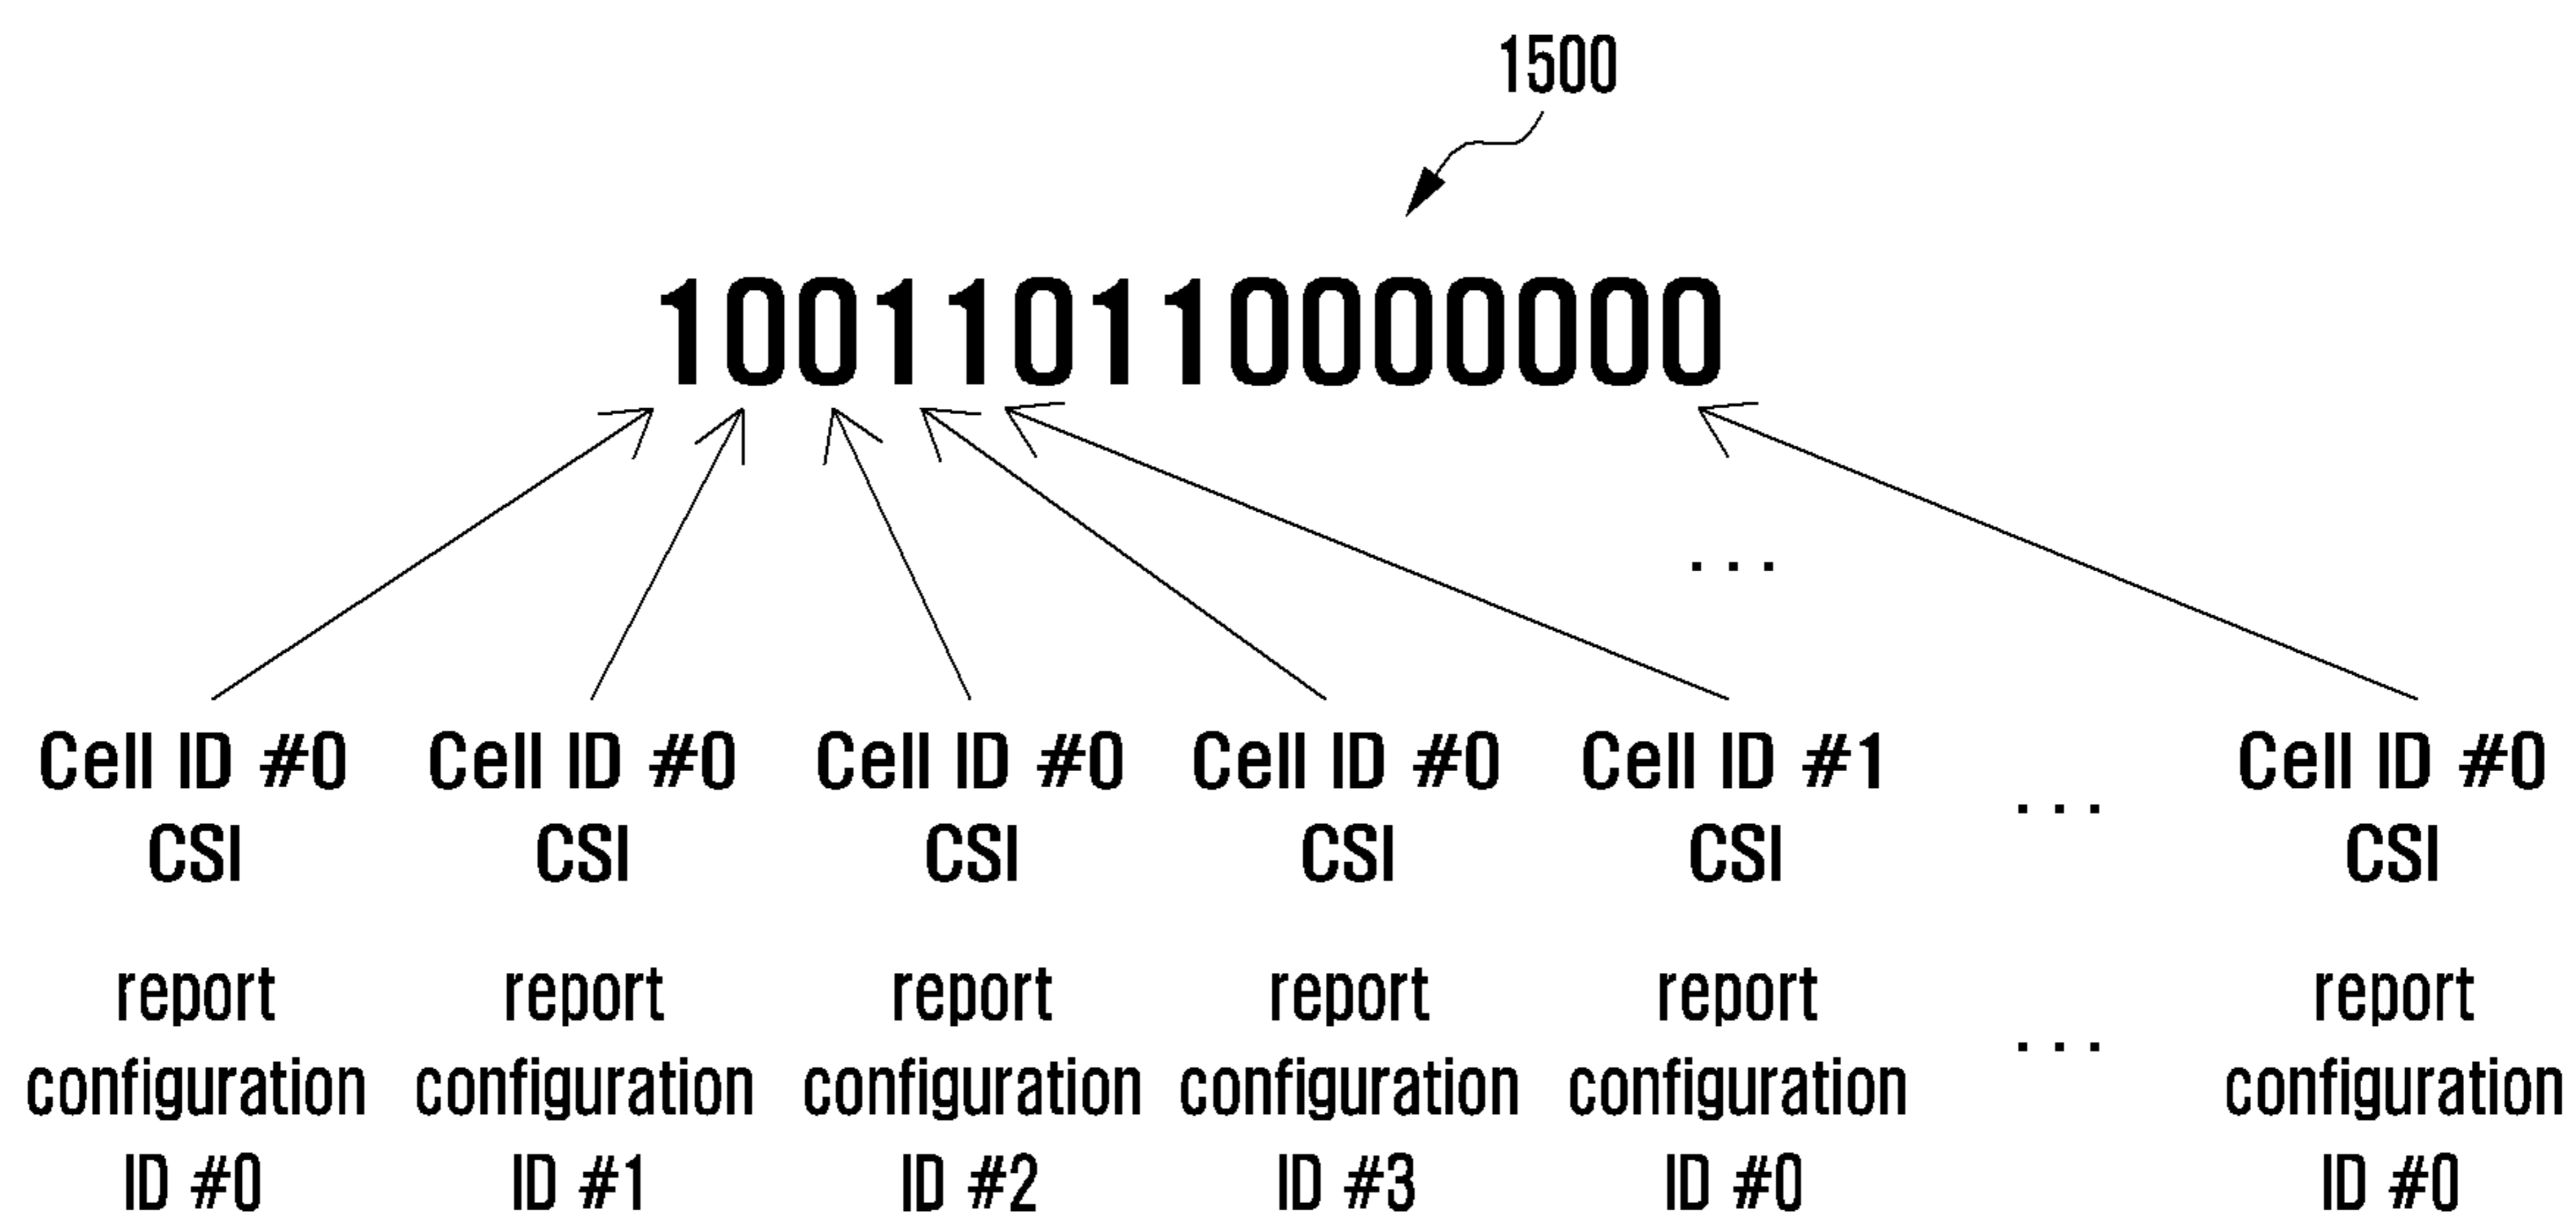 1500
100110110000000
...
Cell ID #0
CSI
report
configuration
ID #0
Cell ID #0
CSI
report
configuration
ID #1
Cell ID #0
CSI
report
configuration
ID #2
Cell ID #0
CSI
report
configuration
ID #3
Cell ID #1
CSI
report
configuration
ID #0
...
...
Cell ID #0
CSI
report
configuration
ID #0